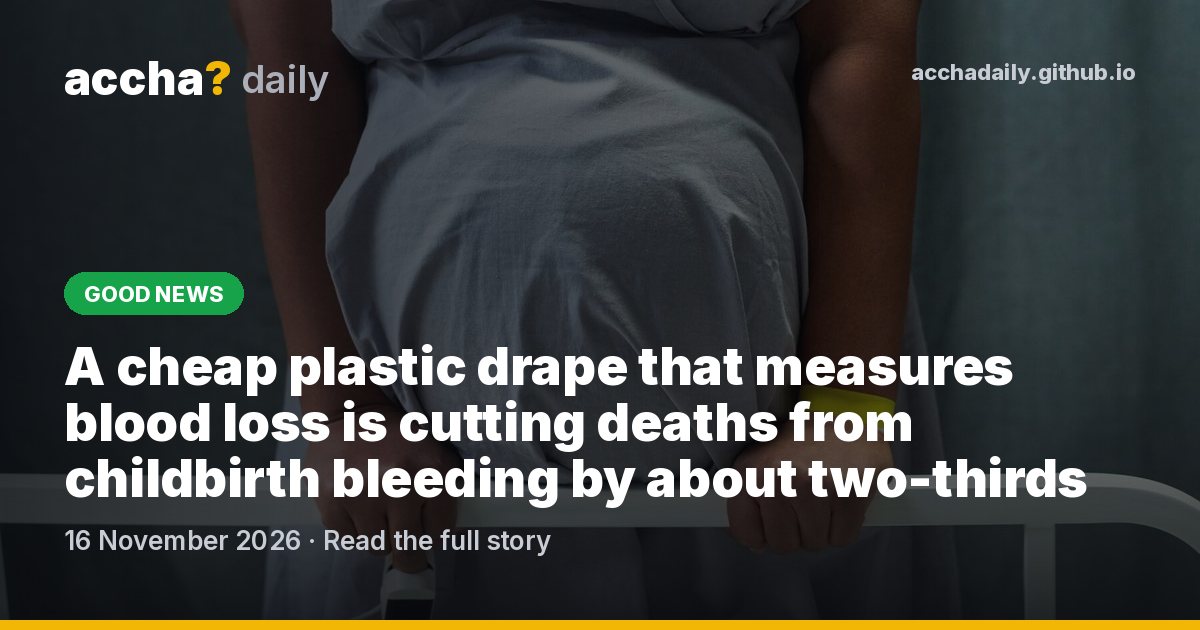 accha? daily
acchadaily.github.io
GOOD NEWS
A cheap plastic drape that measures
blood loss is cutting deaths from
childbirth bleeding by about two-thirds
16 November 2026 · Read the full story